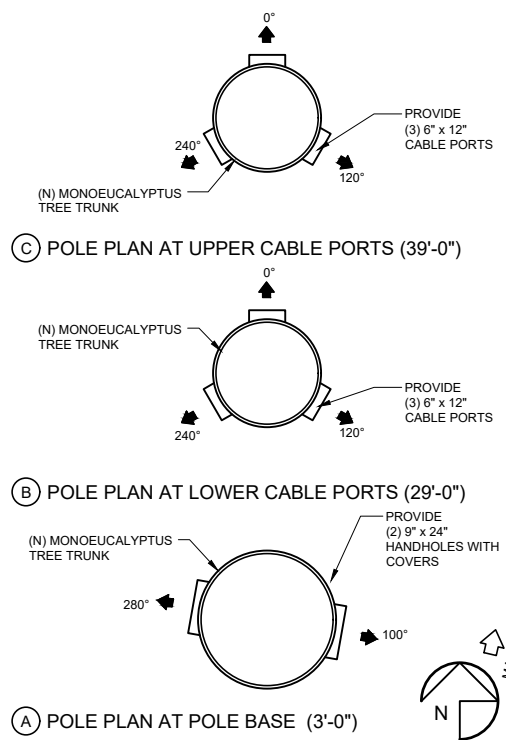 0°
PROVIDE
(3) 6" x 12"
CABLE PORTS
240°
120°
(N) MONOEUCALYPTUS
TREE TRUNK
C POLE PLAN AT UPPER CABLE PORTS (39'-0")
0°
(N) MONOEUCALYPTUS
TREE TRUNK
PROVIDE
(3) 6" x 12"
CABLE PORTS
240°
120°
B POLE PLAN AT LOWER CABLE PORTS (29'-0")
PROVIDE
(2) 9" x 24"
HANDHOLES WITH
COVERS
(N) MONOEUCALYPTUS
TREE TRUNK
280°
100°
N
A POLE PLAN AT POLE BASE (3'-0")